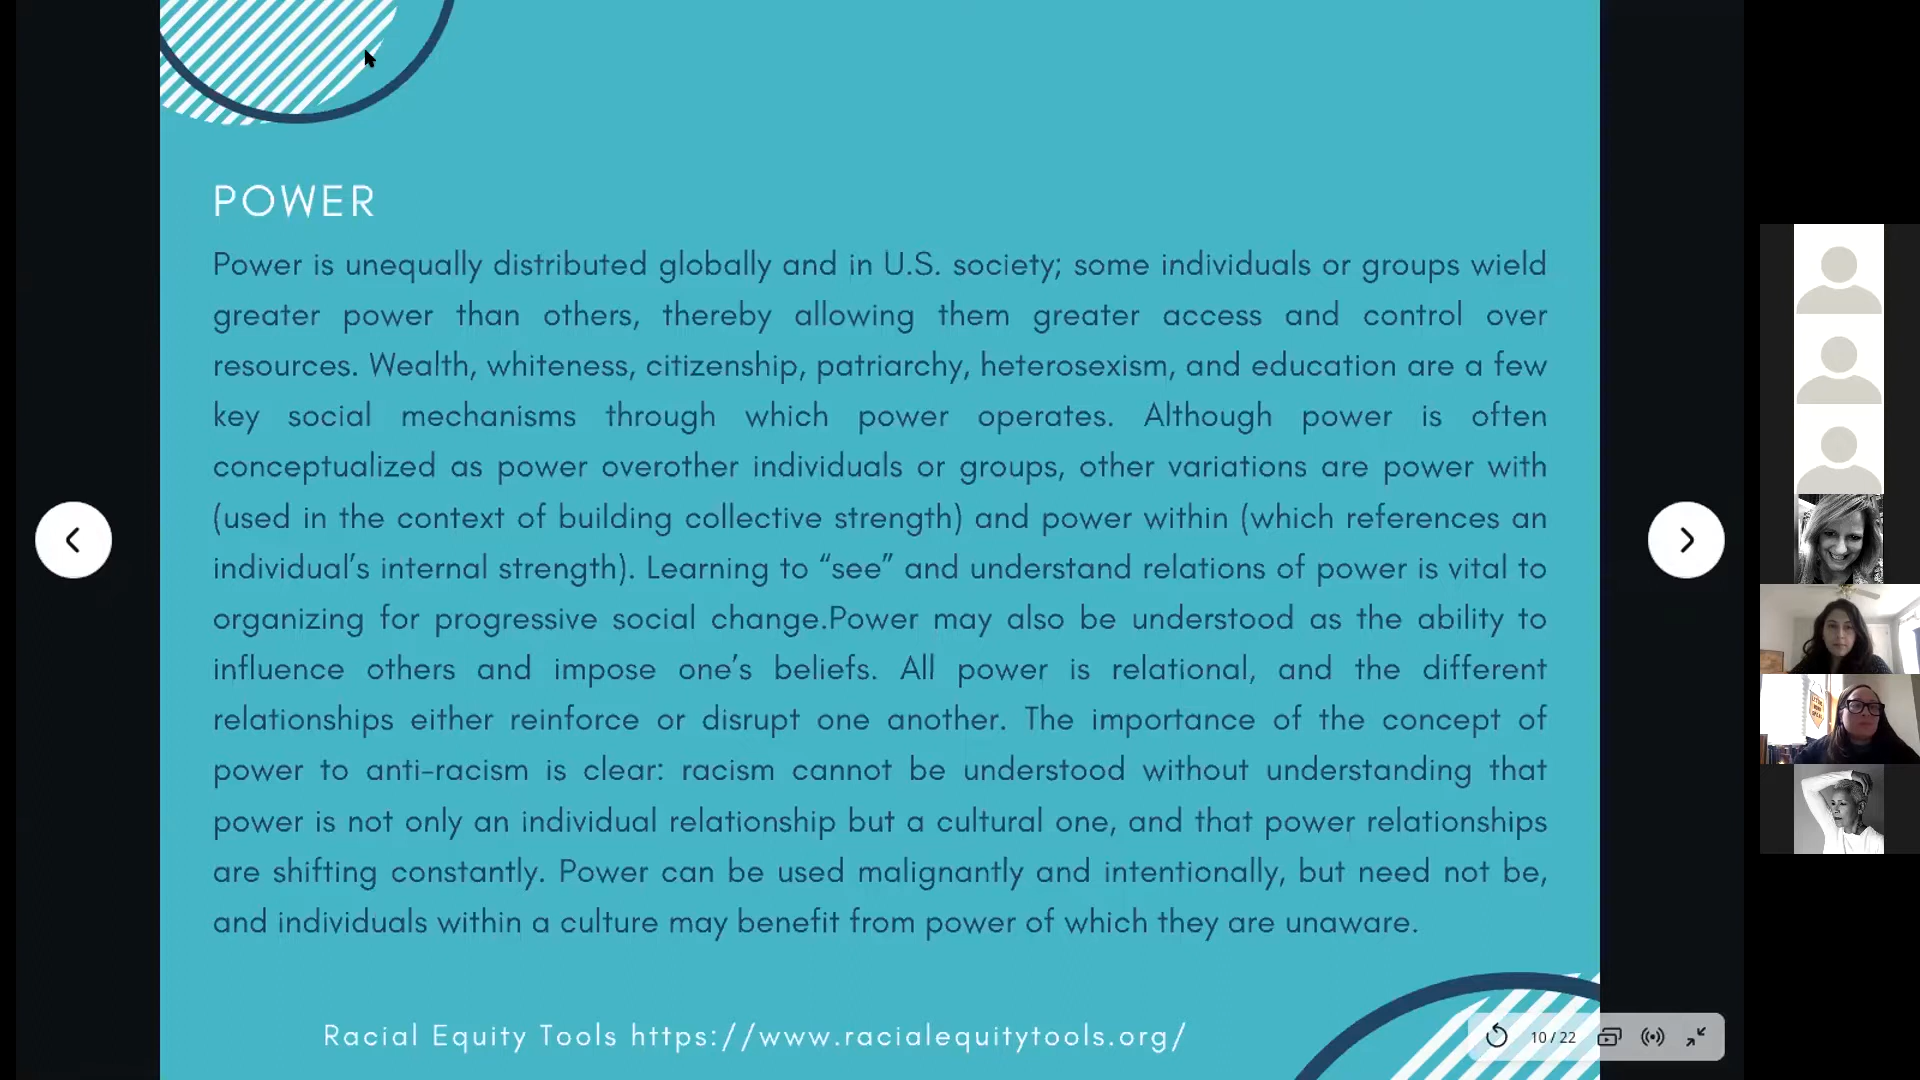 POWER
Power is unequally distributed globally and in U.S. society; some individuals or groups wield
greater power than others, thereby allowing them greater access and control over
resources. Wealth, whiteness, citizenship, patriarchy, heterosexism, and education are a few
key social mechanisms through which power operates. Although power is often
conceptualized as power overother individuals or groups, other variations are power with
(used in the context of building collective strength) and power within (which references an
individual’s internal strength). Learning to “see” and understand relations of power is vital to
organizing for progressive social change.Power may also be understood as the ability to
influence others and impose one’s beliefs. All power is relational, and the different
relationships either reinforce or disrupt one another. The importance of the concept of
power to anti-racism is clear: racism cannot be understood without understanding that
power is not only an individual relationship but a cultural one, and that power relationships
are shifting constantly. Power can be used malignantly and intentionally, but need not be,
and individuals within a culture may benefit from power of which they are unaware.
Racial Equity Tools https://www.racialequitytools.org/
10 / 22